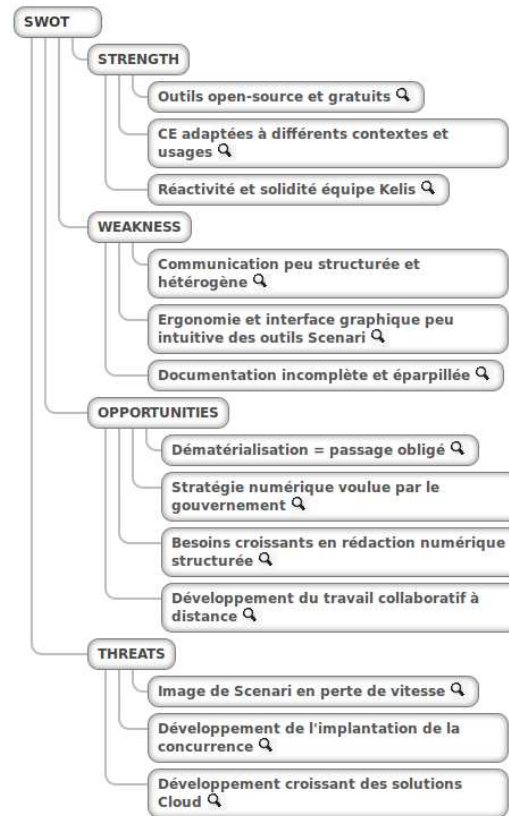 SWOT
STRENGTH
Outils open-source et gratuits
CE adaptées à différents contextes et
usages
Réactivité et solidité équipe Kelis
WEAKNESS
Communication peu structurée et
hétérogène
Ergonomie et interface graphique peu
intuitive des outils Scenari
Documentation incomplète et éparpillée
OPPORTUNITIES
Dématérialisation = passage obligé
Stratégie numérique voulue par le
gouvernement
Besoins croissants en rédaction numérique
structurée
Développement du travail collaboratif à
distance
THREATS
Image de Scenari en perte de vitesse
Développement de l'implantation de la
concurrence
Développement croissant des solutions
Cloud